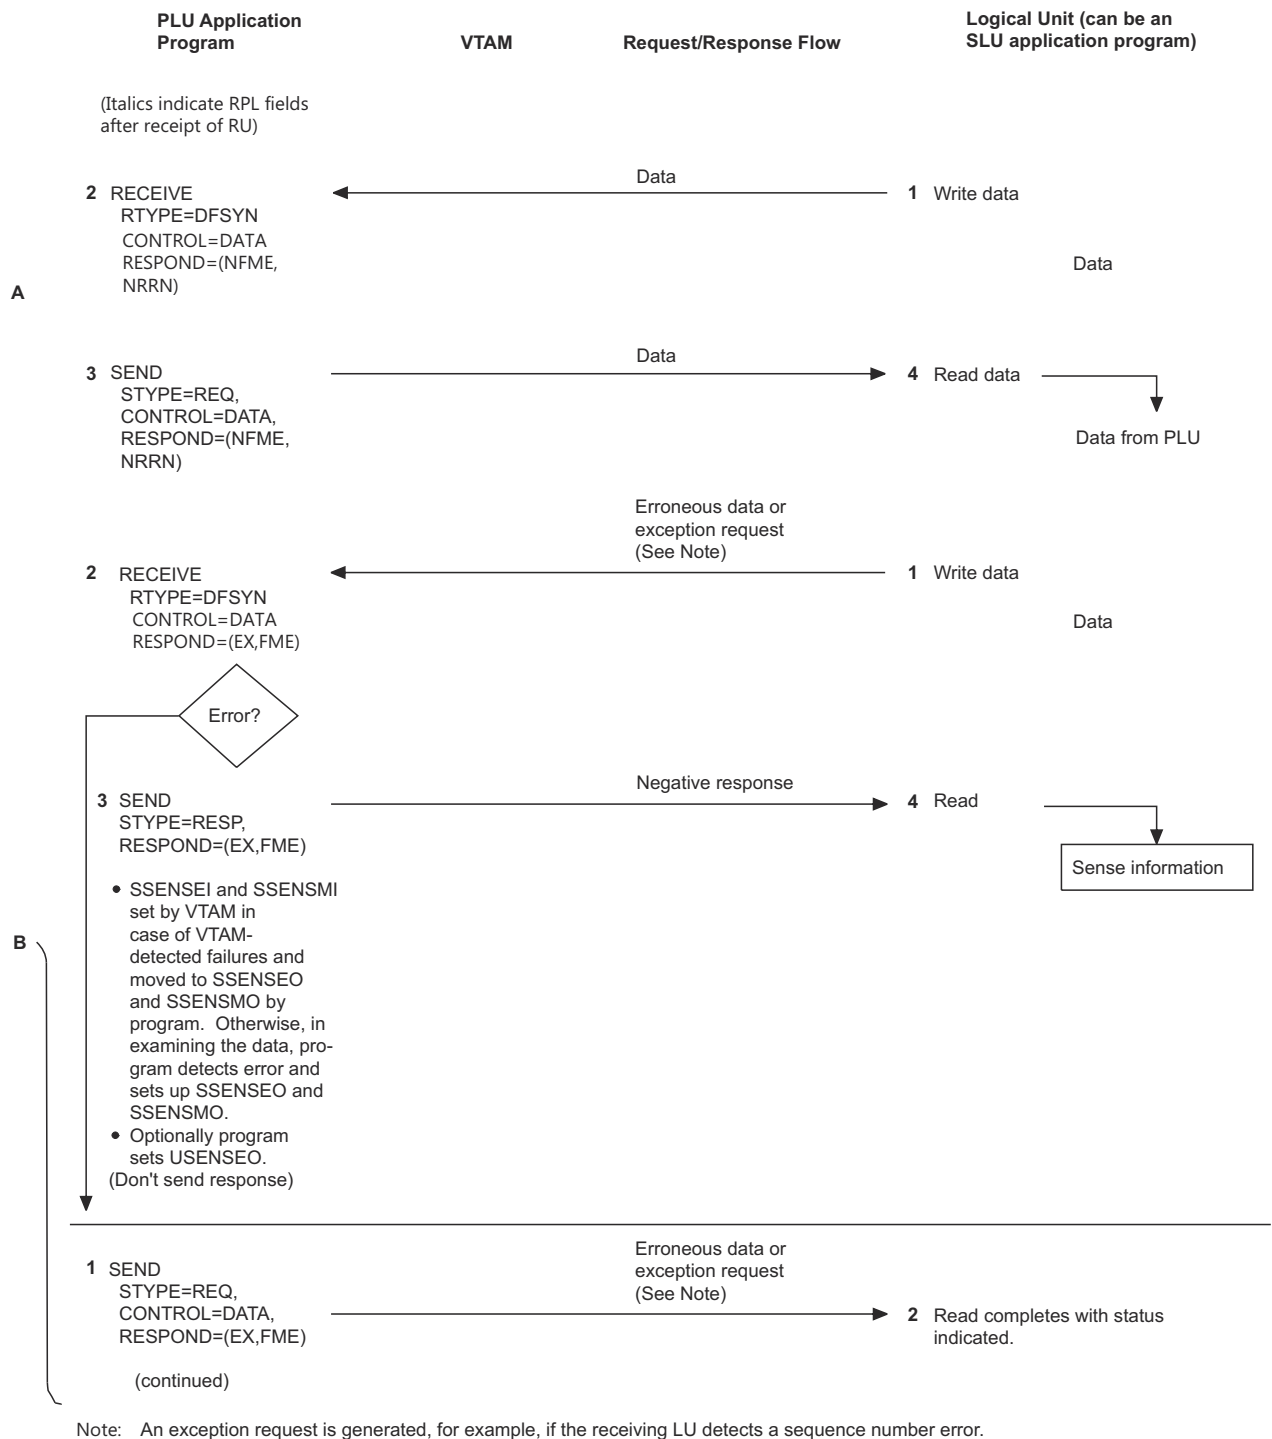 PLU Application
Program
VTAM
Request/Response Flow
Logical Unit (can be an
SLU application program)
(Italics indicate RPL fields
after receipt of RU)
A
2 RECEIVE
RTYPE=DFSYN
CONTROL=DATA
RESPOND=(NFME,
NRRN)
Data
1 Write data
Data
3 SEND
STYPE=REQ,
CONTROL=DATA,
RESPOND=(NFME,
NRRN)
Data
4 Read data
Data from PLU
B
2 RECEIVE
RTYPE=DFSYN
CONTROL=DATA
RESPOND=(EX,FME)
Erroneous data or
exception request
(See Note)
1 Write data
Data
Error?
3 SEND
STYPE=RESP,
RESPOND=(EX,FME)
Negative response
4 Read
Sense information
• SSENSEI and SSENSMI
set by VTAM in
case of VTAM-
detected failures and
moved to SSENSEO
and SSENSMO by
program. Otherwise, in
examining the data, pro-
gram detects error and
sets up SSENSEO and
SSENSMO.
• Optionally program
sets USENSEO.
(Don't send response)
1 SEND
STYPE=REQ,
CONTROL=DATA,
RESPOND=(EX,FME)
(continued)
Erroneous data or
exception request
(See Note)
2 Read completes with status
indicated.
Note: An exception request is generated, for example, if the receiving LU detects a sequence number error.